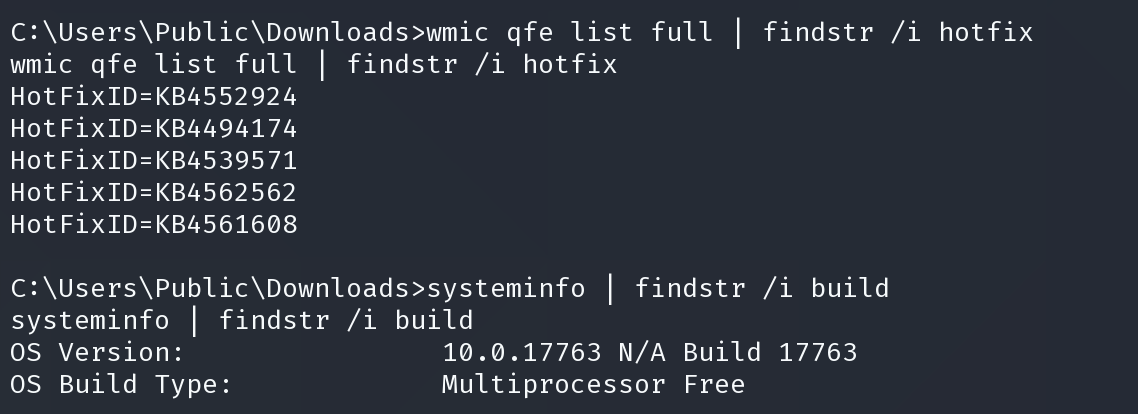 C:\Users\Public\Downloads>wmic qfe list full | findstr /i hotfix
wmic qfe list full | findstr /i hotfix
HotFixID=KB4552924
HotFixID=KB4494174
HotFixID=KB4539571
HotFixID=KB4562562
HotFixID=KB4561608
C:\Users\Public\Downloads>systeminfo | findstr /i build
systeminfo | findstr /i build
OS Version:                10.0.17763 N/A Build 17763
OS Build Type:             Multiprocessor Free